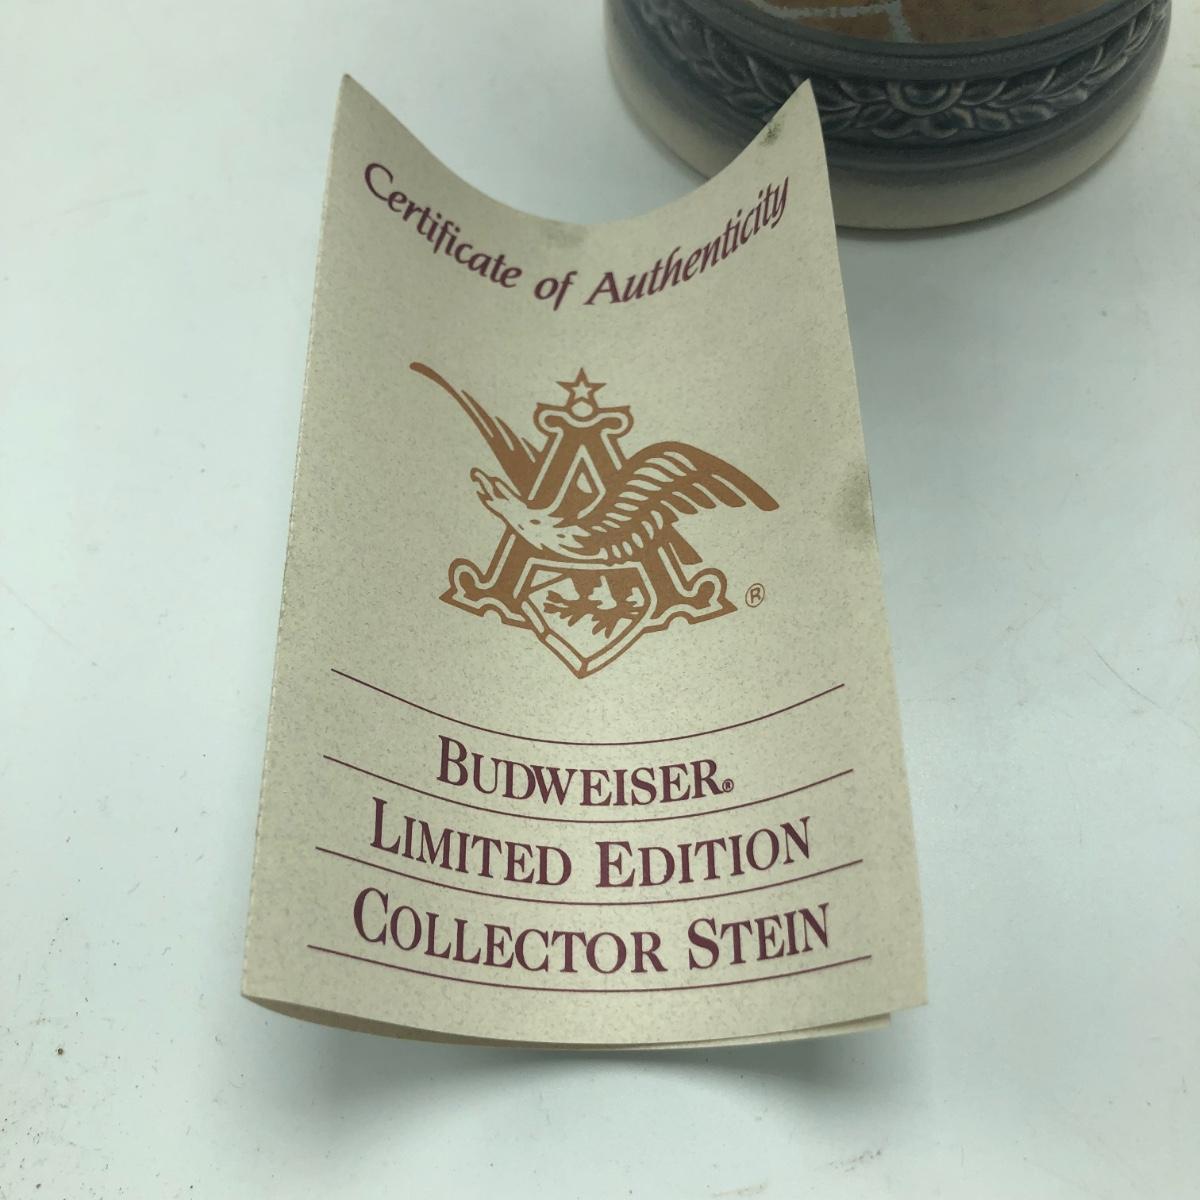 Certificate of Authenticity
A
®
BUDWEISER®
LIMITED EDITION
COLLECTOR STEIN